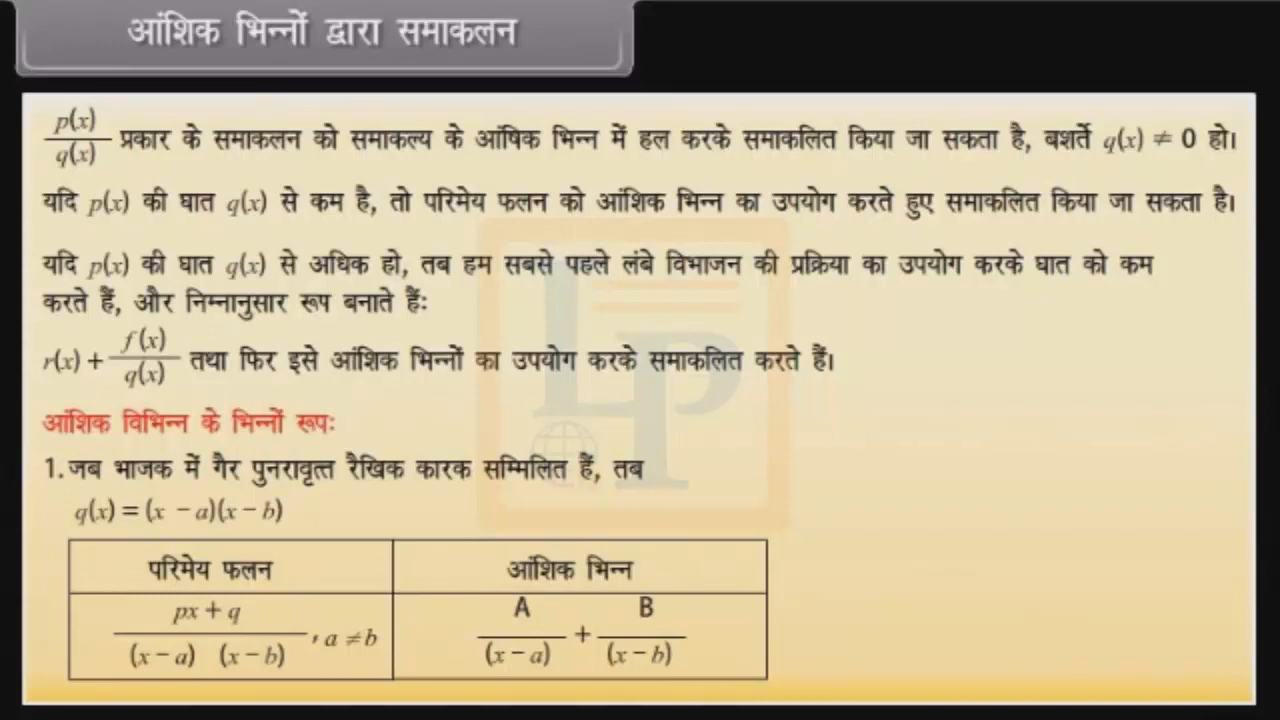 आंशिक भिन्नों द्वारा समाकलन
p(x)/q(x) प्रकार के समाकलन को समाकल्य के आंषिक भिन्न में हल करके समाकलित किया जा सकता है, बशर्ते q(x) ≠ 0 हो।
यदि p(x) की घात q(x) से कम है, तो परिमेय फलन को आंशिक भिन्न का उपयोग करते हुए समाकलित किया जा सकता है।
यदि p(x) की घात q(x) से अधिक हो, तब हम सबसे पहले लंबे विभाजन की प्रक्रिया का उपयोग करके घात को कम
करते हैं, और निम्नानुसार रूप बनाते हैंः
r(x) + f(x)/q(x) तथा फिर इसे आंशिक भिन्नों का उपयोग करके समाकलित करते हैं।
आंशिक विभिन्न के भिन्नों रूपः
1. जब भाजक में गैर पुनरावृत्त रैखिक कारक सम्मिलित हैं, तब
q(x) = (x - a)(x - b)
परिमेय फलन आंशिक भिन्न
px + q/(x - a) (x - b), a ≠ b A/(x - a) + B/(x - b)
LP